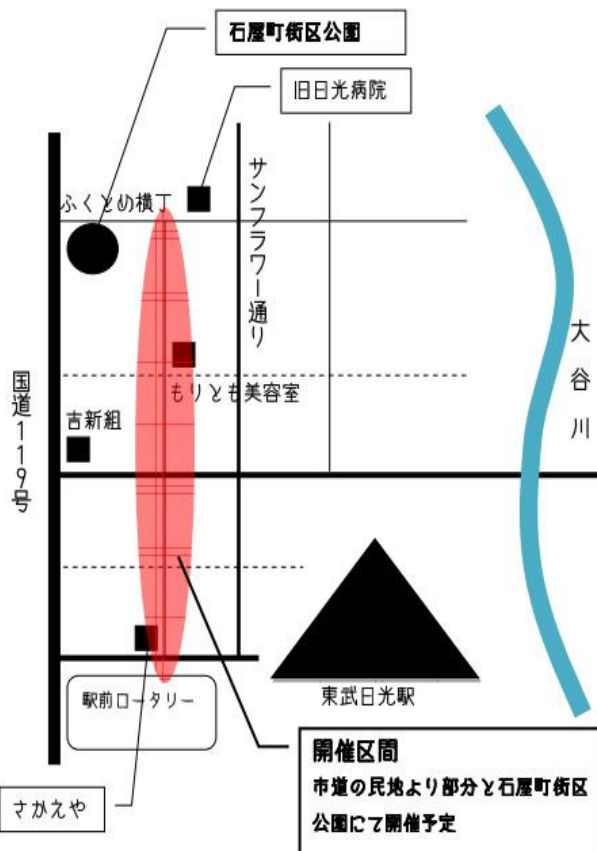 石屋町街区公園
旧日光病院
ふくとめ横丁
サンフラワー通り
もりとも美容室
大谷川
国道119号
吉新組
東武日光駅
駅前ロータリー
開催区間
市道の民地より部分と石屋町街区
公園にて開催予定
さかえや